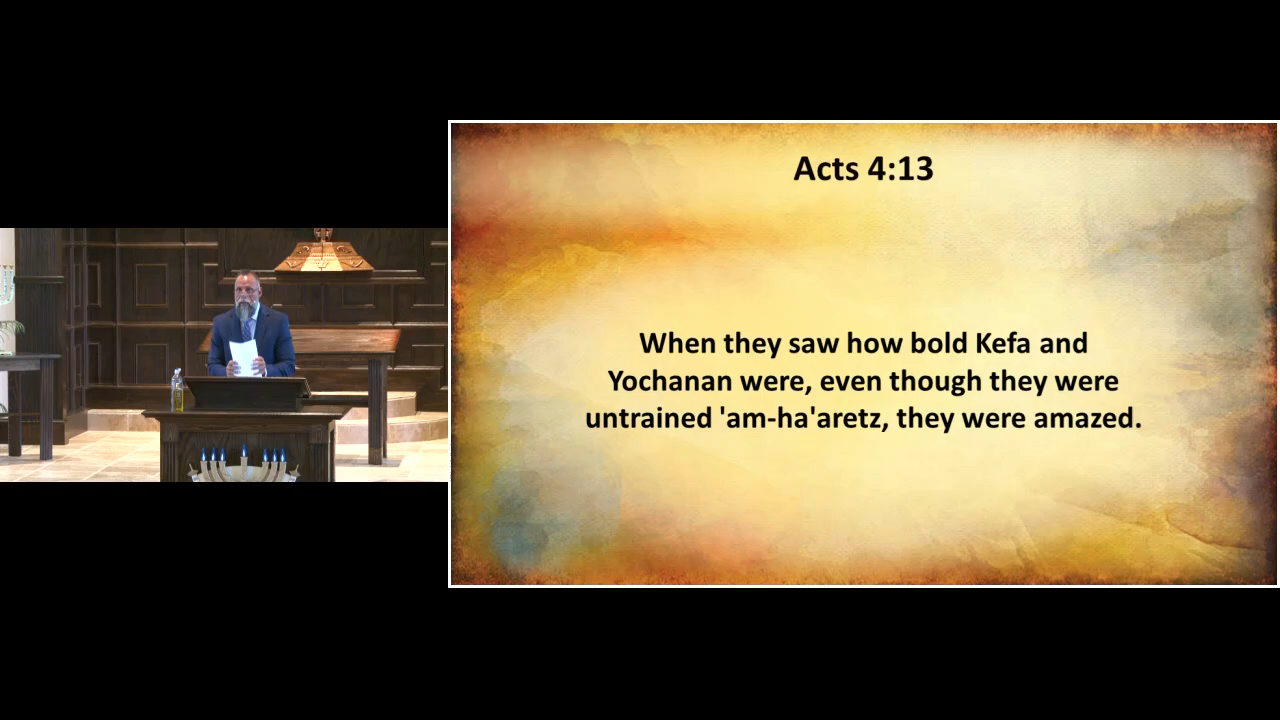 Acts 4:13
When they saw how bold Kefa and
Yochanan were, even though they were
untrained 'am-ha'aretz, they were amazed.